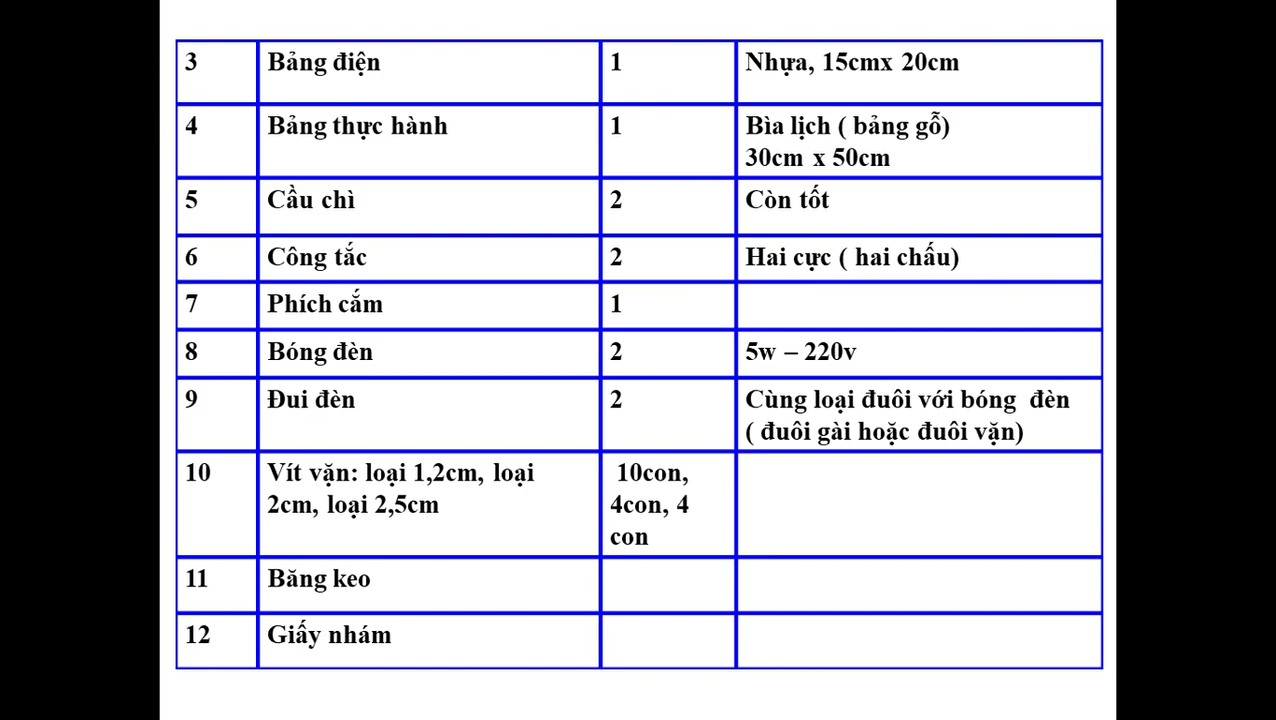 3 Bảng điện 1 Nhựa, 15cmx 20cm
4 Bảng thực hành 1 Bìa lịch ( bảng gỗ)
30cm x 50cm
5 Cầu chì 2 Còn tốt
6 Công tắc 2 Hai cực ( hai chấu)
7 Phích cắm 1
8 Bóng đèn 2 5w – 220v
9 Đui đèn 2 Cùng loại đuôi với bóng đèn
( đuôi gài hoặc đuôi vặn)
10 Vít vặn: loại 1,2cm, loại 10con,
2cm, loại 2,5cm 4con, 4
con
11 Băng keo
12 Giấy nhám